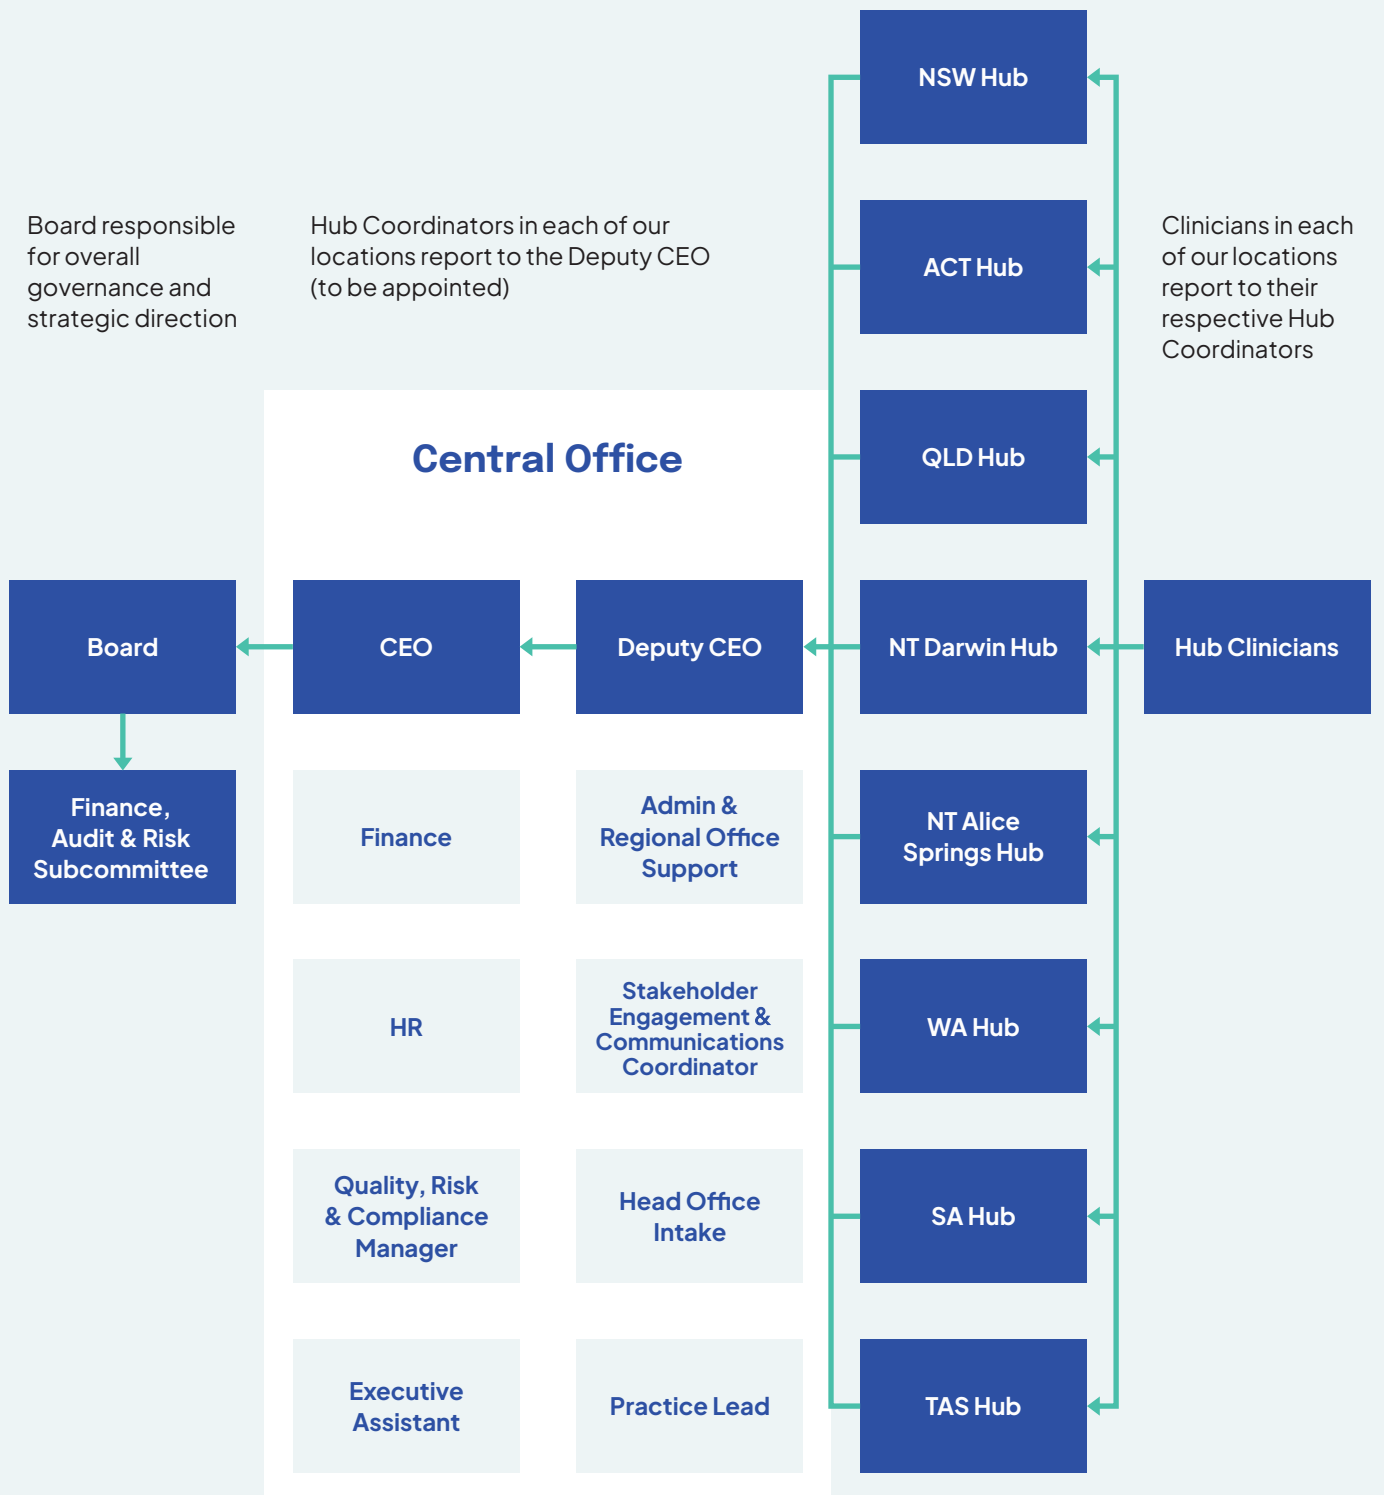 NSW Hub
Board responsible
for overall
governance and
strategic direction
Hub Coordinators in each of our
locations report to the Deputy CEO
(to be appointed)
ACT Hub
Clinicians in each
of our locations
report to their
respective Hub
Coordinators
Central Office
QLD Hub
Board
CEO
Deputy CEO
NT Darwin Hub
Hub Clinicians
Finance,
Audit & Risk
Subcommittee
Finance
Admin &
Regional Office
Support
NT Alice
Springs Hub
HR
Stakeholder
Engagement &
Communications
Coordinator
WA Hub
Quality, Risk
& Compliance
Manager
Head Office
Intake
SA Hub
Executive
Assistant
Practice Lead
TAS Hub